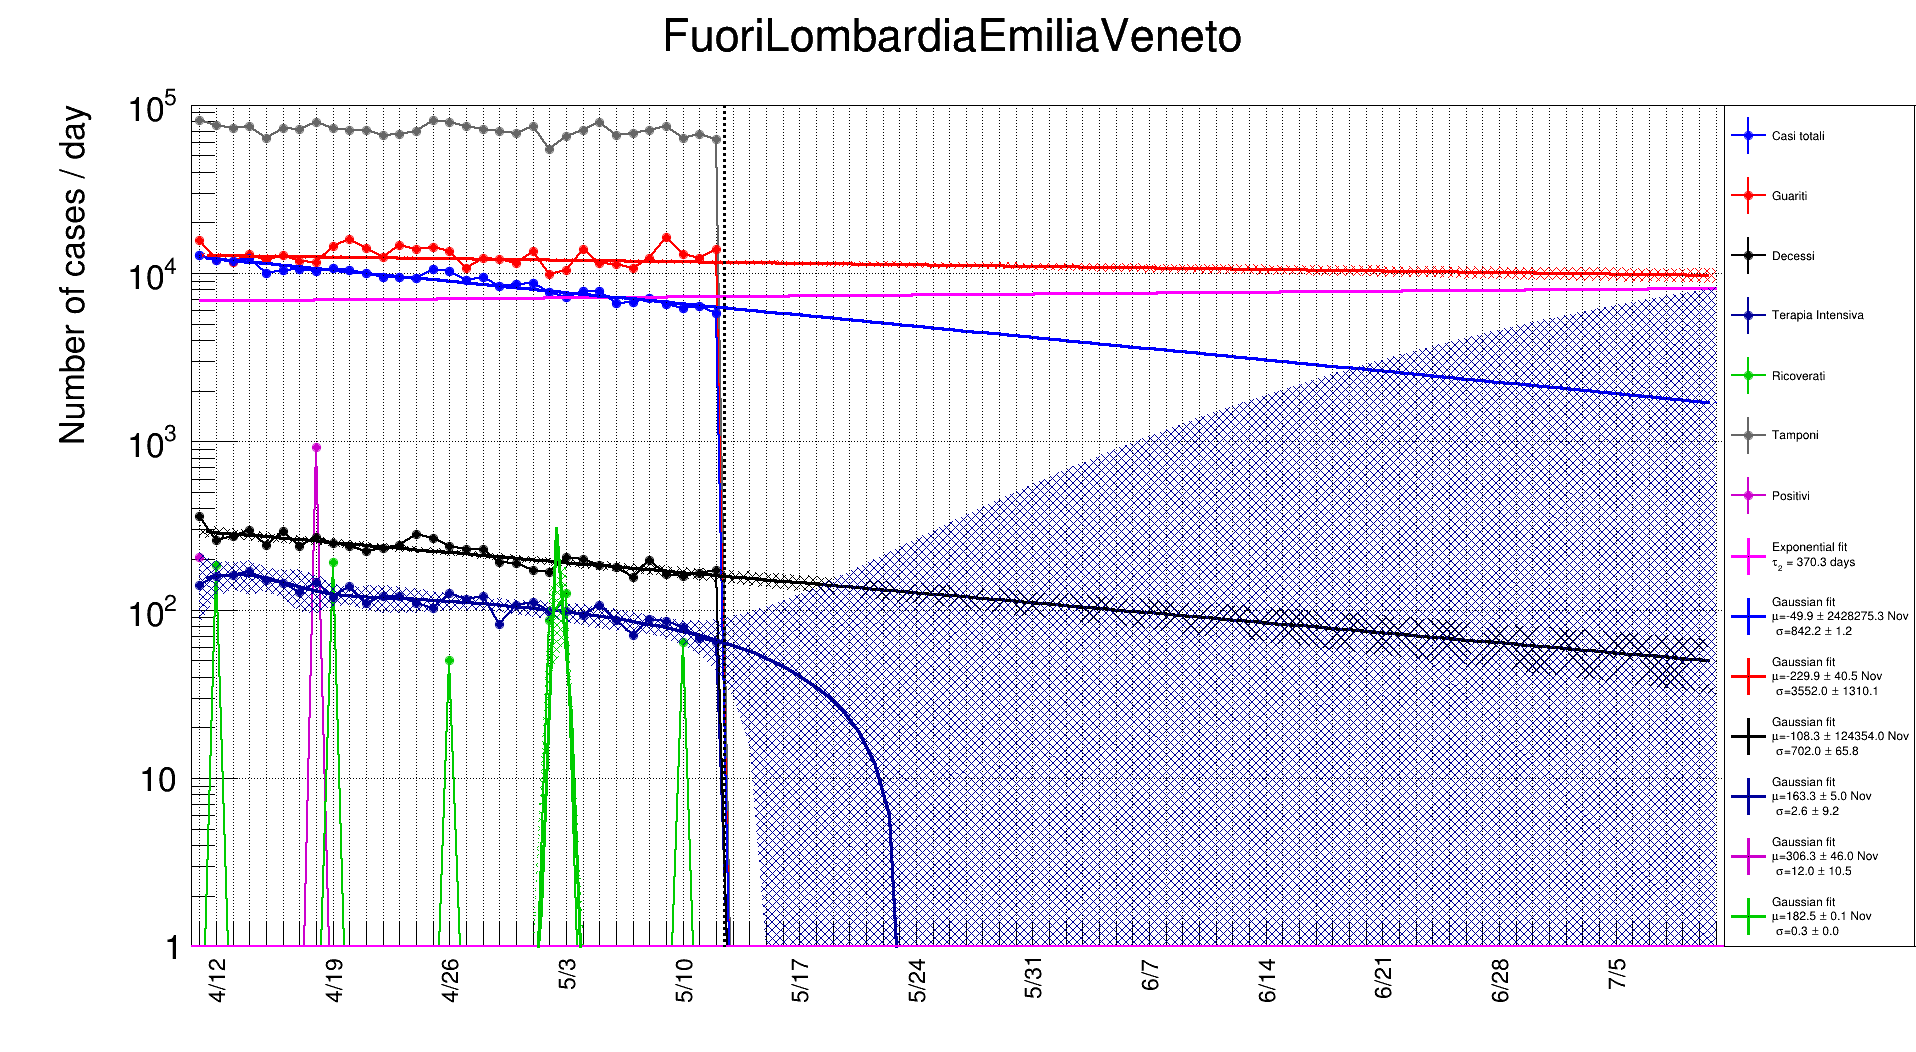 FuoriLombardiaEmiliaVeneto
Number of cases / day
10^5
10^4
10^3
10^2
10
1
4/12
4/19
4/26
5/3
5/10
5/17
5/24
5/31
6/7
6/14
6/21
6/28
7/5
Casi totali
Guariti
Decessi
Terapia Intensiva
Ricoverati
Tamponi
Positivi
Exponential fit
τ₂ = 370.3 days
Gaussian fit
μ=-49.9 ± 2428275.3 Nov
σ=842.2 ± 1.2
Gaussian fit
μ=-229.9 ± 40.5 Nov
σ=3552.0 ± 1310.1
Gaussian fit
μ=-108.3 ± 124354.0 Nov
σ=702.0 ± 65.8
Gaussian fit
μ=163.3 ± 5.0 Nov
σ=2.6 ± 9.2
Gaussian fit
μ=306.3 ± 46.0 Nov
σ=12.0 ± 10.5
Gaussian fit
μ=182.5 ± 0.1 Nov
σ=0.3 ± 0.0